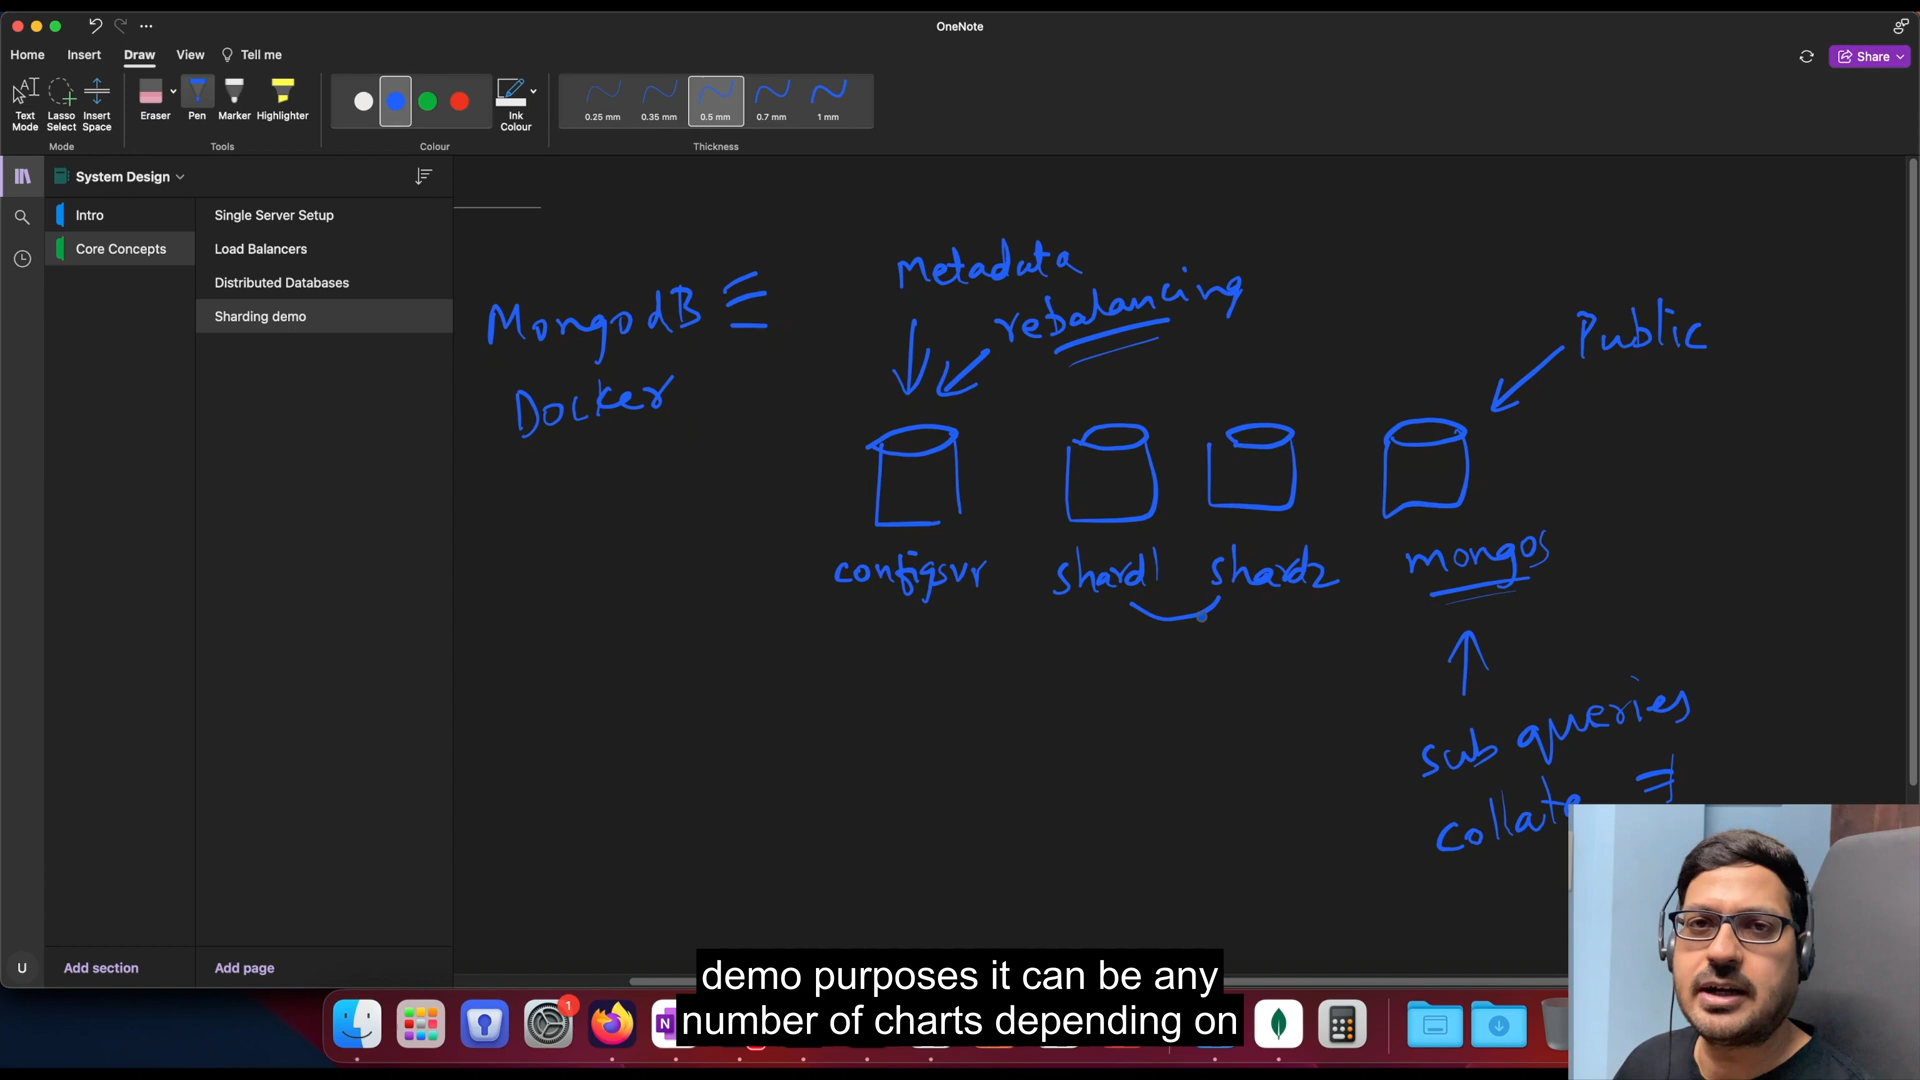 OneNote
Home Insert Draw View Tell me
Share
Text Mode
Lasso Select
Insert Space
Eraser
Pen
Marker
Highlighter
Ink Colour
0.25 mm
0.35 mm
0.5 mm
0.7 mm
1 mm
Mode
Tools
Colour
Thickness
System Design
Intro
Core Concepts
Single Server Setup
Load Balancers
Distributed Databases
Sharding demo
MongodB
Docker
Metadata
rebalancing
Public
configsvr
shard1
shard2
mongos
sub queries
collate
U
Add section
Add page
1
N
demo purposes it can be any
number of charts depending on